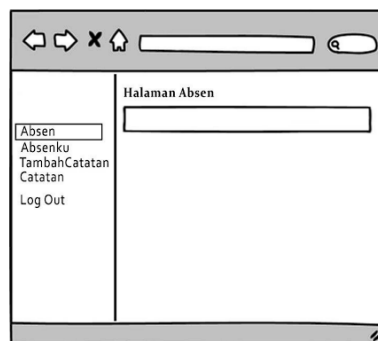 Halaman Absen
Absen
Absenku
TambahCatatan
Catatan
Log Out